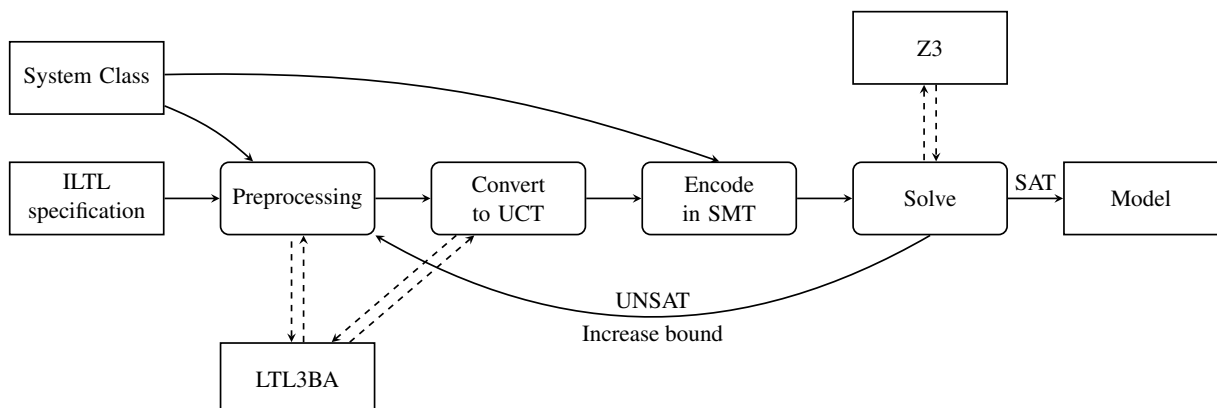 Z3
System Class
ILTL
specification
Preprocessing
Convert
to UCT
Encode
in SMT
Solve
SAT
Model
UNSAT
Increase bound
LTL3BA